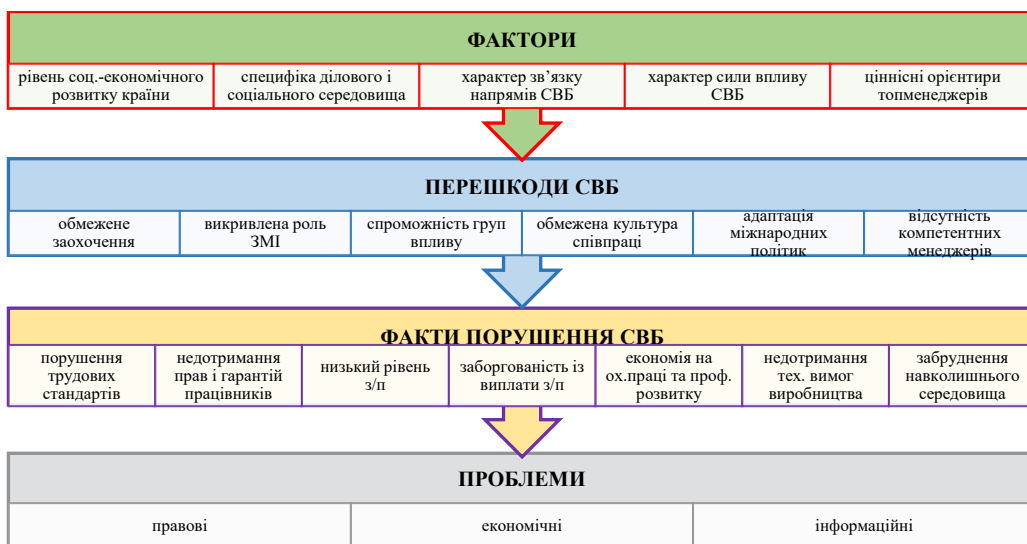 ФАКТОРИ
рівень соц.-економічного
розвитку країни
специфіка ділового і
соціального середовища
характер зв’язку
напрямів СВБ
характер сили впливу
СВБ
ціннісні орієнтири
топменеджерів
ПЕРЕШКОДИ СВБ
обмежене
заохочення
викривлена роль
ЗМІ
спроможність груп
впливу
обмежена культура
співпраці
адаптація
міжнародних
політик
відсутність
компетентних
менеджерів
ФАКТИ ПОРУШЕННЯ СВБ
порушення
трудових
стандартів
недотримання
прав і гарантій
працівників
низький рівень
з/п
заборгованість із
виплати з/п
економія на
ох.праці та проф.
розвитку
недотримання
тех. вимог
виробництва
забруднення
навколишнього
середовища
ПРОБЛЕМИ
правові
економічні
інформаційні